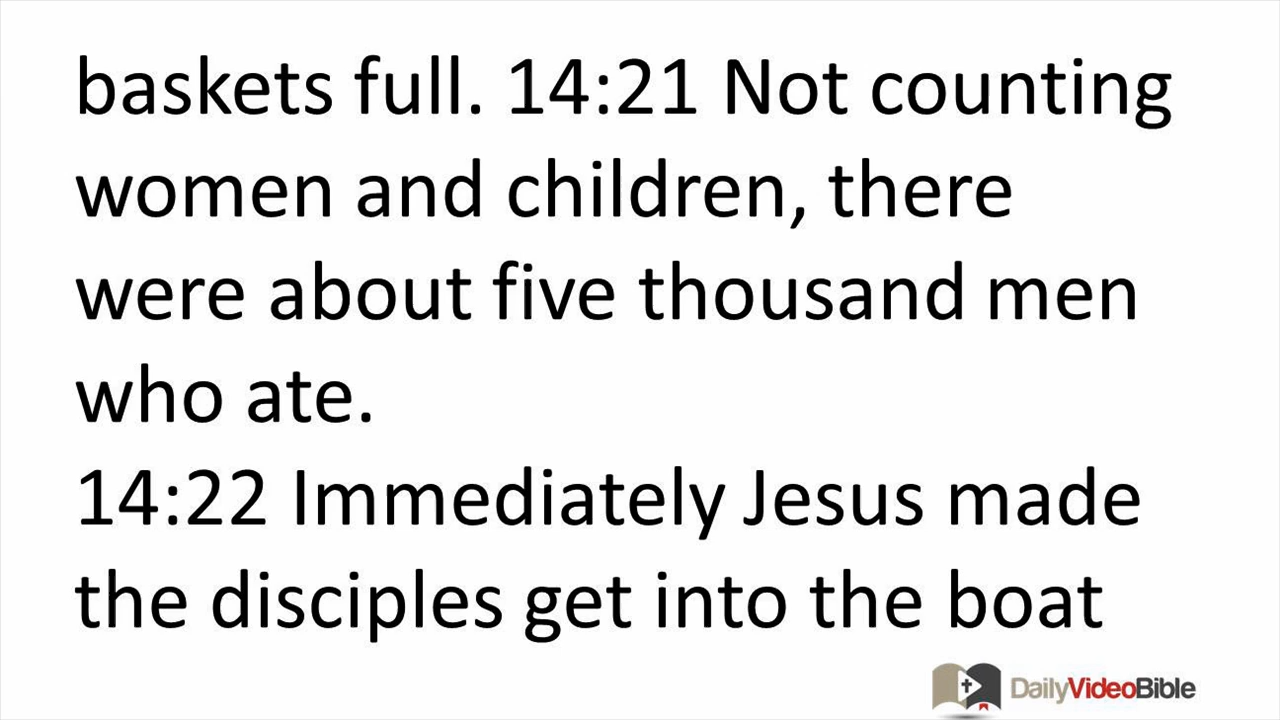 baskets full. 14:21 Not counting
women and children, there
were about five thousand men
who ate.
14:22 Immediately Jesus made
the disciples get into the boat
DailyVideoBible